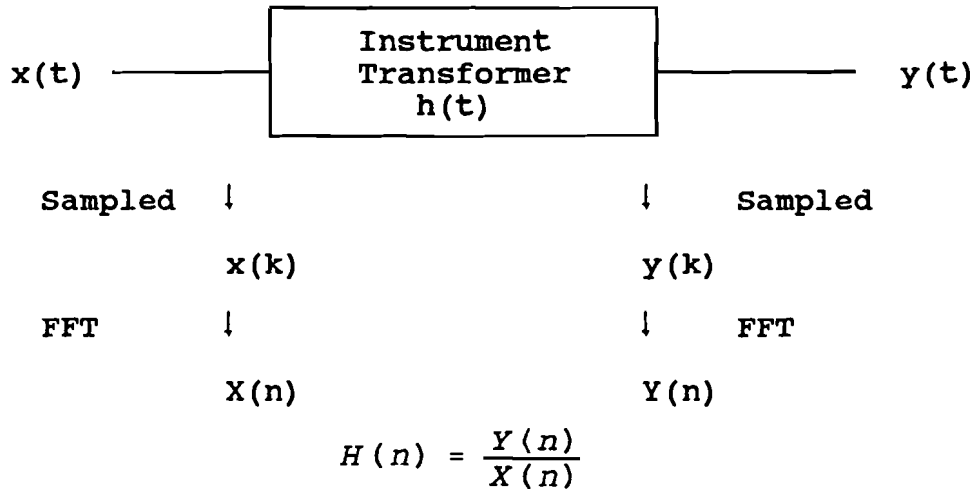 Instrument
x(t) Transformer y(t)
h(t)
Sampled ↓ ↓ Sampled
x(k) y(k)
FFT ↓ ↓ FFT
X(n) Y(n)
H(n) = Y(n) / X(n)